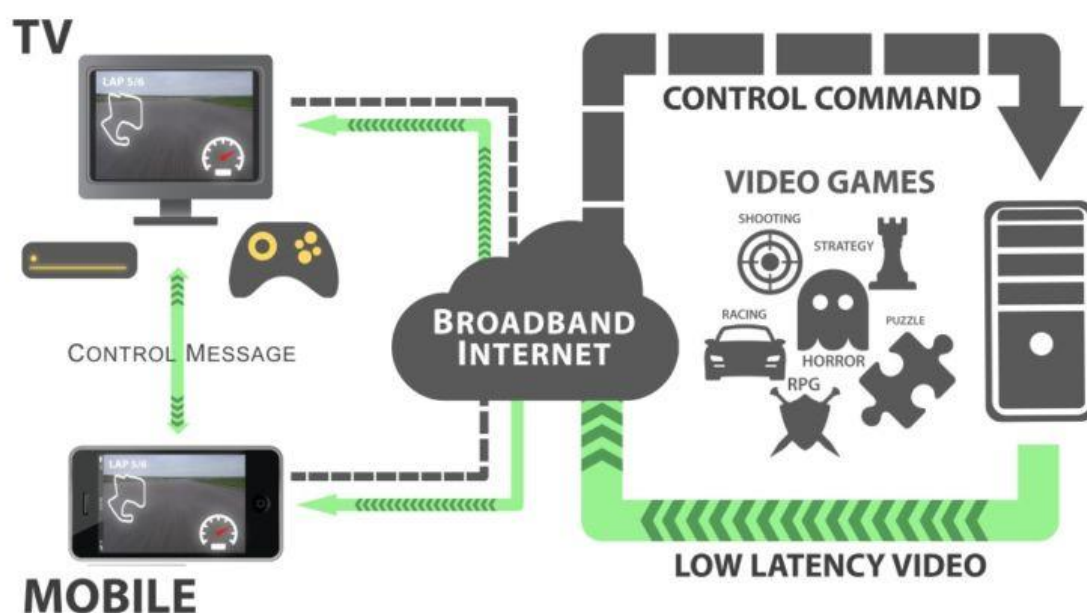 TV
LAP 5/6
CONTROL MESSAGE
LAP 5/6
MOBILE
BROADBAND
INTERNET
CONTROL COMMAND
VIDEO GAMES
SHOOTING
STRATEGY
RACING
PUZZLE
HORROR
RPG
LOW LATENCY VIDEO